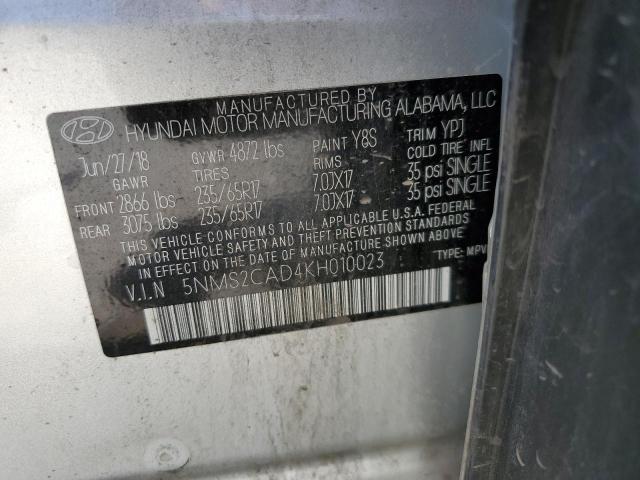 MANUFACTURED BY
HYUNDAI MOTOR MANUFACTURING ALABAMA, LLC
Jun/27/18 GVWR 4872 lbs PAINT Y8S TRIM YPJ
GAWR TIRES RIMS COLD TIRE INFL
FRONT 2866 lbs 235/65R17 7.0JX17 35 psi SINGLE
REAR 3075 lbs 235/65R17 7.0JX17 35 psi SINGLE
THIS VEHICLE CONFORMS TO ALL APPLICABLE U.S.A. FEDERAL
MOTOR VEHICLE SAFETY AND THEFT PREVENTION STANDARDS
IN EFFECT ON THE DATE OF MANUFACTURE SHOWN ABOVE.
V.I.N 5NMS2CAD4KH010023 TYPE: MPV